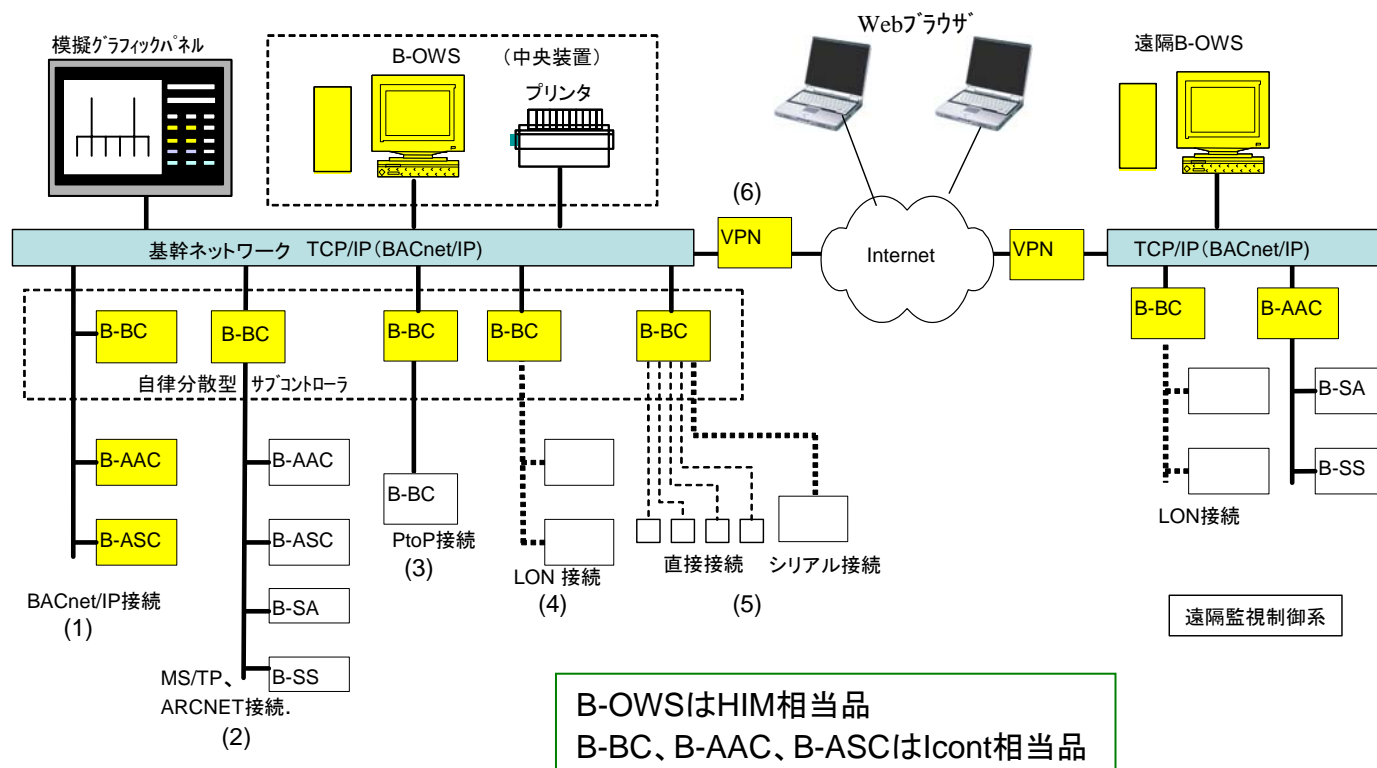 模擬ｸﾞﾗﾌｨｯｸﾊﾟﾈﾙ
B-OWS
（中央装置）
プリンタ
Webﾌﾞﾗｳｻﾞ
遠隔B-OWS
(6)
VPN
Internet
VPN
基幹ネットワーク TCP/IP（BACnet/IP)
TCP/IP（BACnet/IP)
B-BC
B-BC
B-BC
B-BC
B-BC
B-BC
B-AAC
自律分散型 ｻﾌﾞｺﾝﾄﾛｰﾗ
B-SA
B-AAC
B-AAC
B-BC
B-SS
B-ASC
B-ASC
PtoP接続
(3)
LON 接続
(4)
直接接続
シリアル接続
(5)
LON接続
BACnet/IP接続
(1)
B-SA
遠隔監視制御系
B-SS
MS/TP、
ARCNET接続.
(2)
B-OWSはHIM相当品
B-BC、B-AAC、B-ASCはIcont相当品